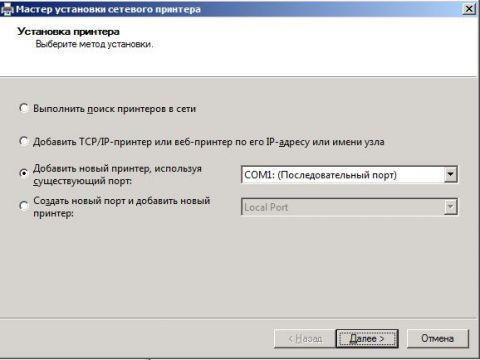 Мастер установки сетевого принтера
Установка принтера
Выберите метод установки.
Выполнить поиск принтеров в сети
Добавить TCP/IP-принтер или веб-принтер по его IP-адресу или имени узла
Добавить новый принтер, используя
существующий порт:
COM1: (Последовательный порт)
Создать новый порт и добавить новый
принтер:
Local Port
< Назад
Далее >
Отмена